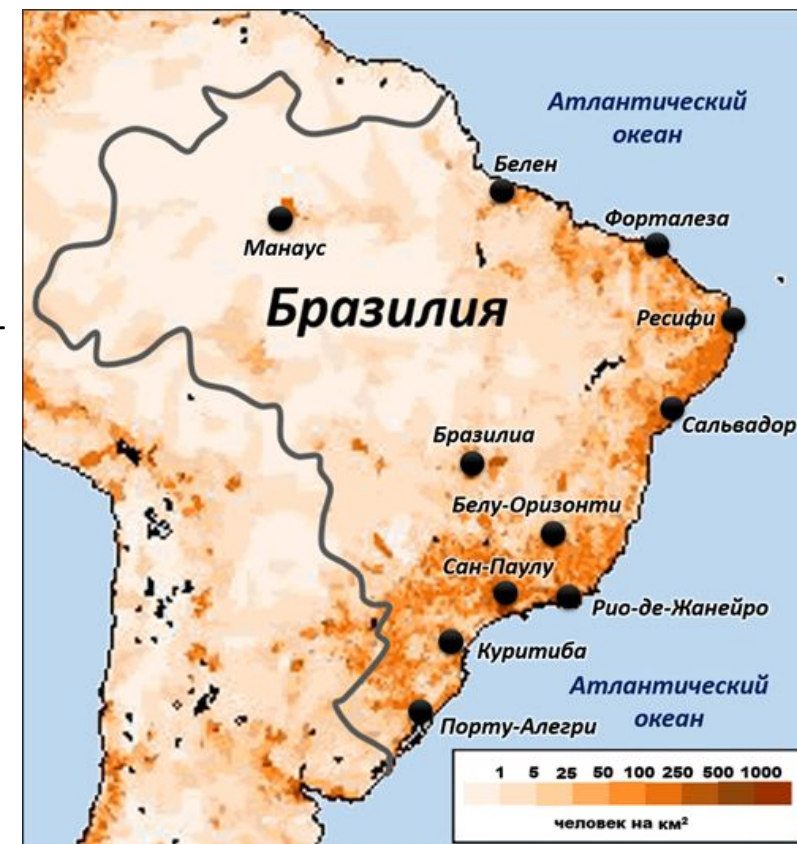 Атлантический
океан
Белен
Форталеза
Манаус
Бразилия
Ресифи
Сальвадор
Бразилиа
Белу-Оризонти
Сан-Паулу
Рио-де-Жанейро
Куритиба
Атлантический
океан
Порту-Алегри
1 5 25 50 100 250 500 1000
человек на км²